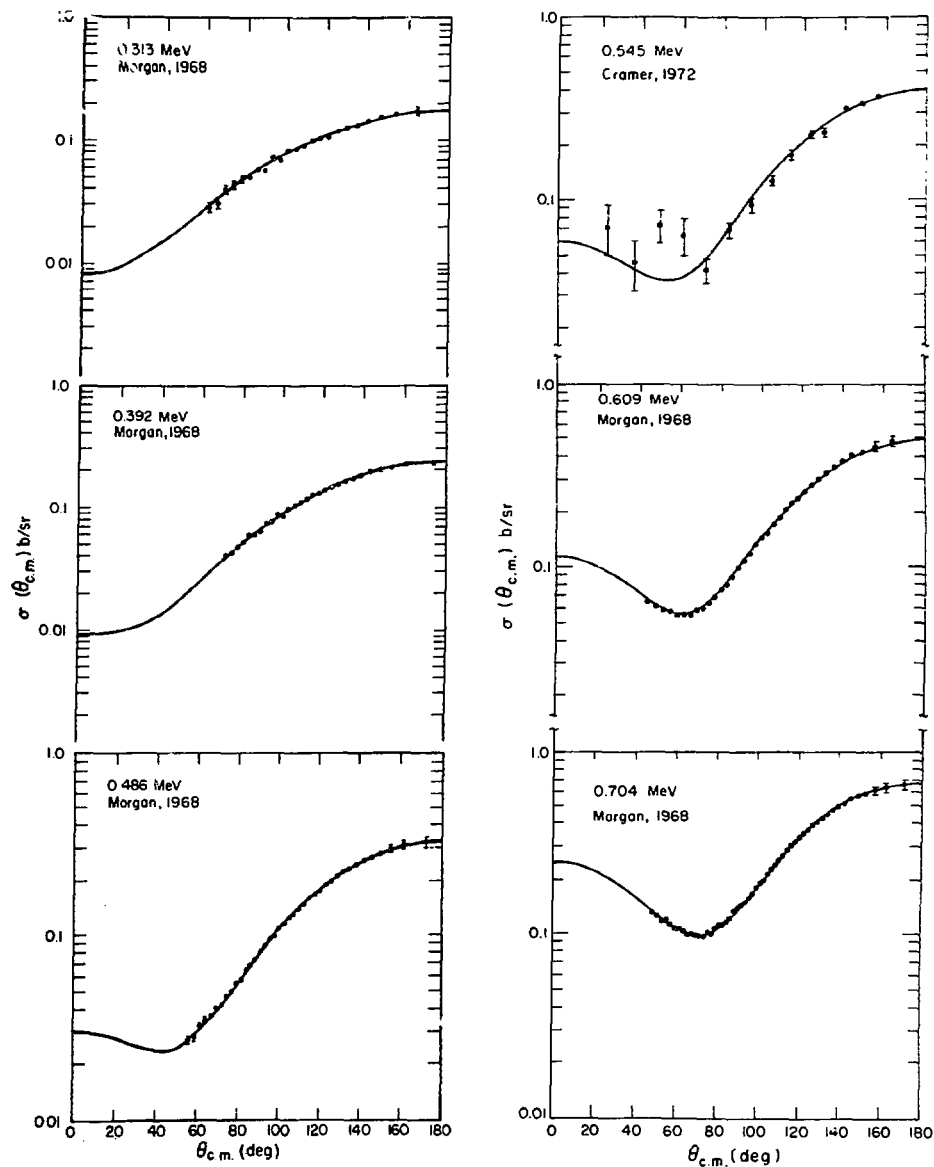 1.0
0.313 MeV
Morgan, 1968
0.1
0.01
1.0
0.392 MeV
Morgan, 1968
0.1
0.01
σ (θc.m.) b/sr
1.0
0.486 MeV
Morgan, 1968
0.1
0.01
0 20 40 60 80 100 120 140 160 180
θc.m. (deg)
1.0
0.545 MeV
Cramer, 1972
0.1
1.0
0.609 MeV
Morgan, 1968
0.1
σ (θc.m.) b/sr
1.0
0.704 MeV
Morgan, 1968
0.1
0.01
0 20 40 60 80 100 120 140 160 180
θc.m. (deg)